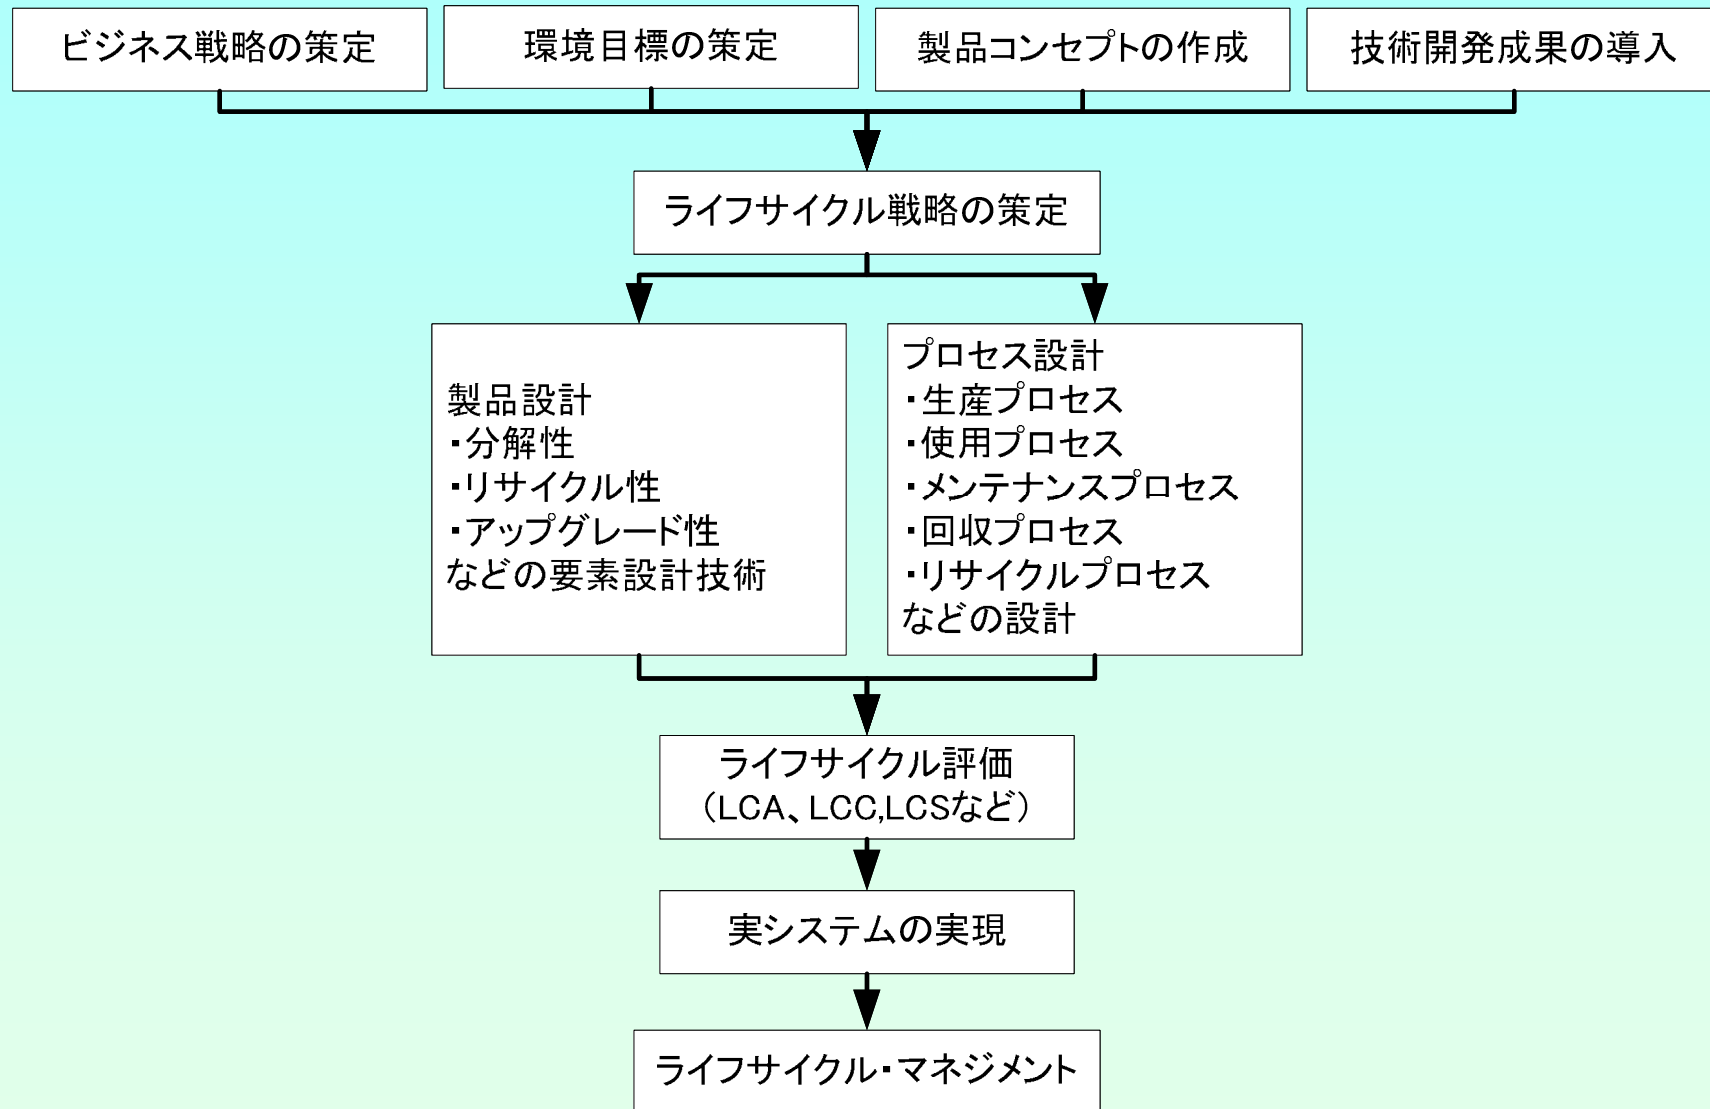 ビジネス戦略の策定
環境目標の策定
製品コンセプトの作成
技術開発成果の導入
ライフサイクル戦略の策定
製品設計
・分解性
・リサイクル性
・アップグレード性
などの要素設計技術
プロセス設計
・生産プロセス
・使用プロセス
・メンテナンスプロセス
・回収プロセス
・リサイクルプロセス
などの設計
ライフサイクル評価
（LCA、LCC,LCSなど）
実システムの実現
ライフサイクル・マネジメント